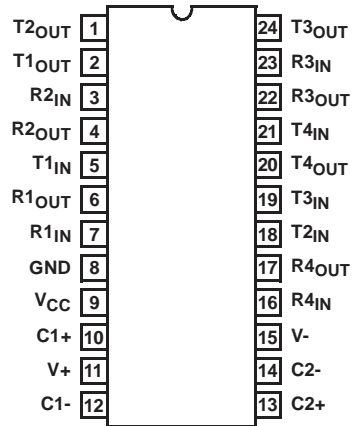 T2OUT 1 24 T3OUT
T1OUT 2 23 R3IN
R2IN 3 22 R3OUT
R2OUT 4 21 T4IN
T1IN 5 20 T4OUT
R1OUT 6 19 T3IN
R1IN 7 18 T2IN
GND 8 17 R4OUT
VCC 9 16 R4IN
C1+ 10 15 V-
V+ 11 14 C2-
C1- 12 13 C2+